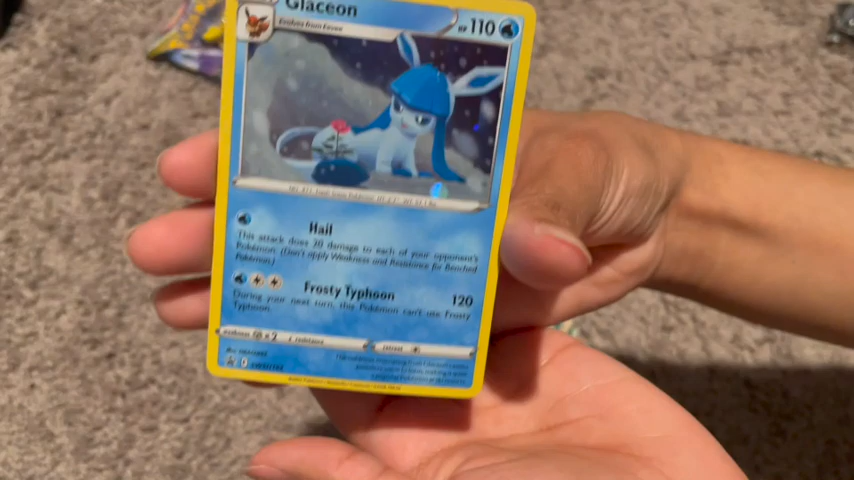 Glaceon
Evolves from Eevee
HP 110
Hail
This attack does 20 damage to each of your opponent's
Pokémon. (Don't apply Weakness and Resistance for Benched
Pokémon.)
Frosty Typhoon 120
During your next turn, this Pokémon can't use Frosty
Typhoon.
weakness ×2 resistance retreat